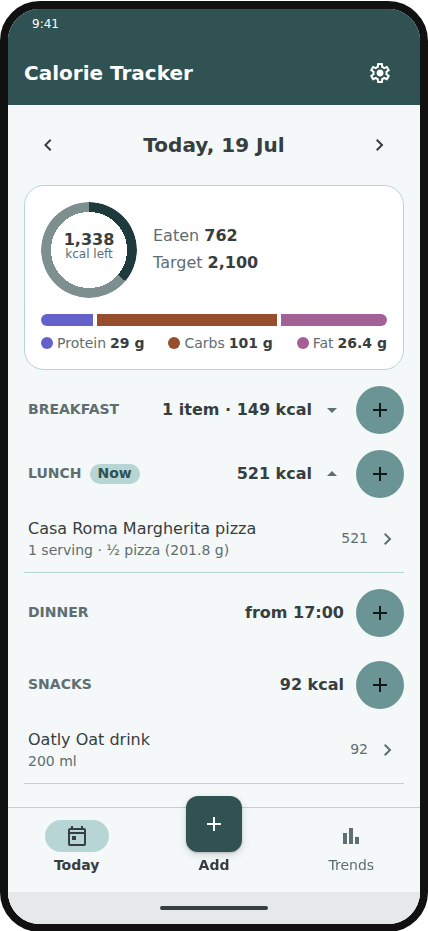 9:41
Calorie Tracker
Today, 19 Jul
1,338
kcal left
Eaten 762
Target 2,100
Protein 29 g Carbs 101 g Fat 26.4 g
BREAKFAST 1 item · 149 kcal
LUNCH Now 521 kcal
Casa Roma Margherita pizza
1 serving · ½ pizza (201.8 g)
521
DINNER from 17:00
SNACKS 92 kcal
Oatly Oat drink
200 ml
92
Today Add Trends